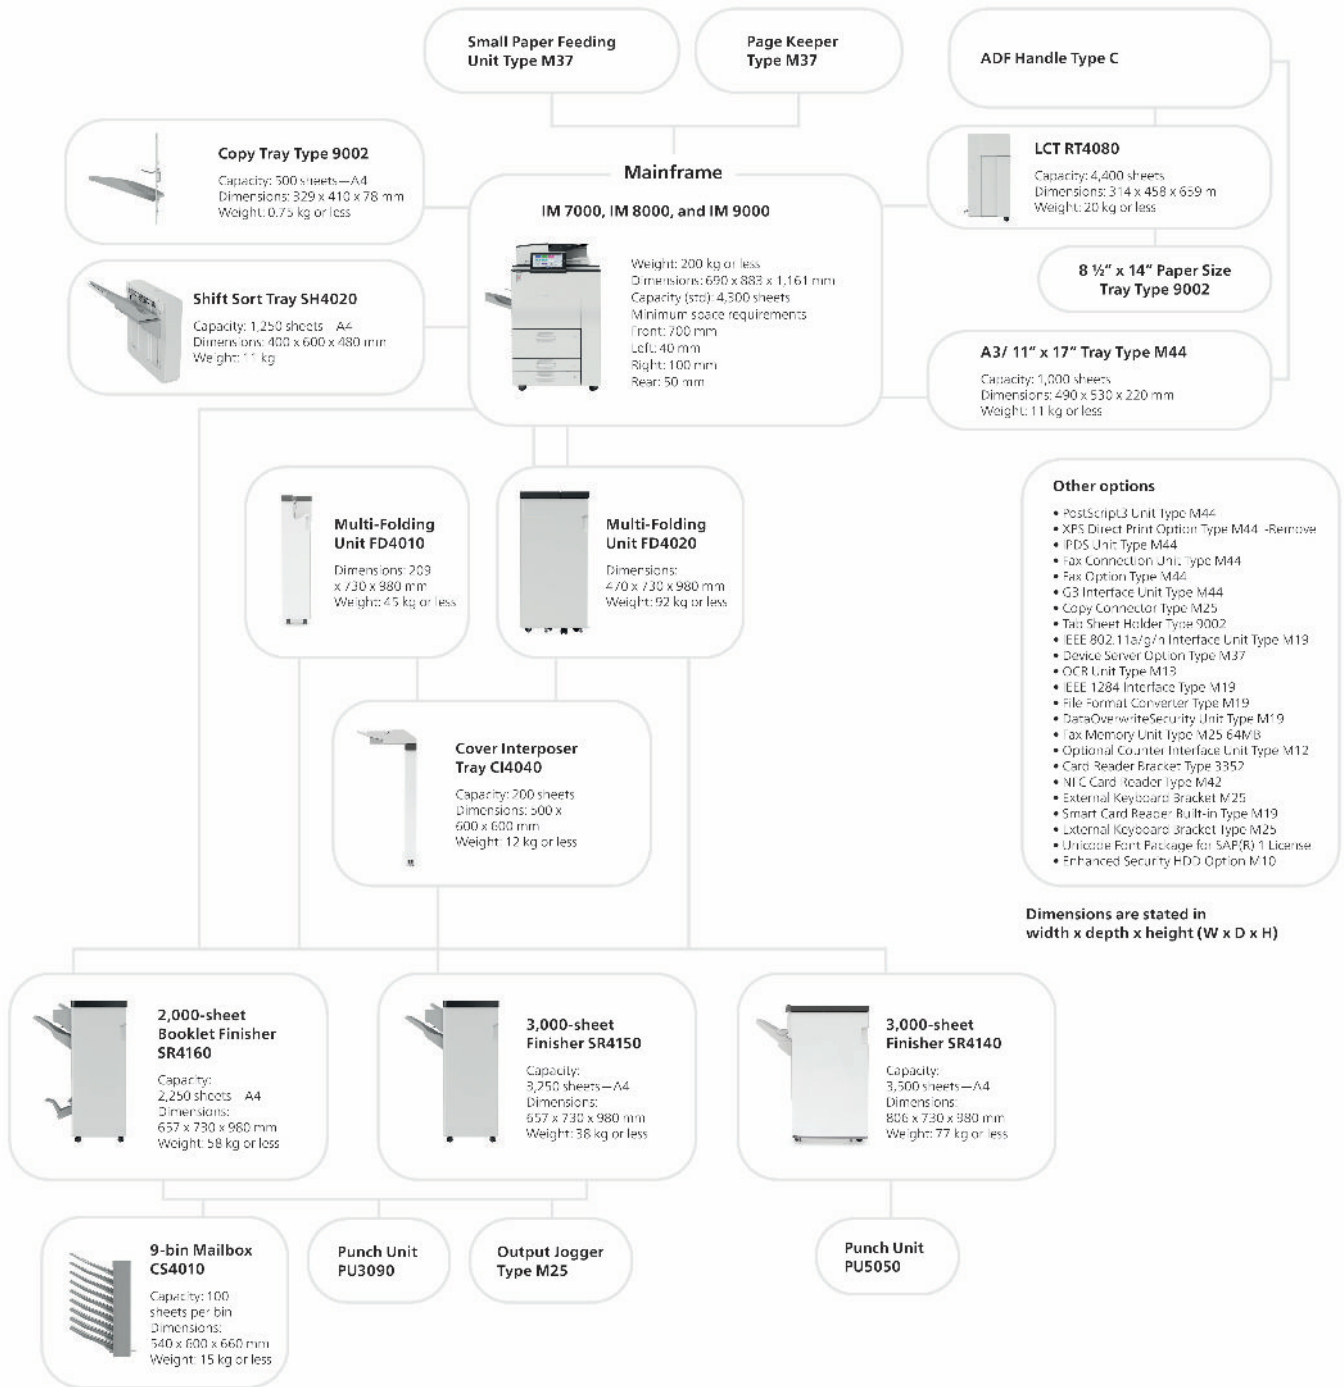 Small Paper Feeding
Unit Type M37
Page Keeper
Type M37
ADF Handle Type C
Copy Tray Type 9002
Capacity: 500 sheets—A4
Dimensions: 329 x 410 x 78 mm
Weight: 0.75 kg or less
Mainframe
IM 7000, IM 8000, and IM 9000
Weight: 200 kg or less
Dimensions: 690 x 883 x 1,161 mm
Capacity (std): 4,300 sheets
Minimum space requirements
Front: 700 mm
Left: 40 mm
Right: 100 mm
Rear: 50 mm
LCT RT4080
Capacity: 4,400 sheets
Dimensions: 314 x 458 x 659 m
Weight: 20 kg or less
8 ½” x 14” Paper Size
Tray Type 9002
Shift Sort Tray SH4020
Capacity: 1,250 sheets—A4
Dimensions: 400 x 600 x 480 mm
Weight: 11 kg
A3/ 11” x 17” Tray Type M44
Capacity: 1,000 sheets
Dimensions: 490 x 530 x 220 mm
Weight: 11 kg or less
Multi-Folding
Unit FD4010
Dimensions: 209
x 730 x 980 mm
Weight: 45 kg or less
Multi-Folding
Unit FD4020
Dimensions:
470 x 730 x 980 mm
Weight: 92 kg or less
Other options
• PostScript3 Unit Type M44
• XPS Direct Print Option Type M44 -Remove
• IPDS Unit Type M44
• Fax Connection Unit Type M44
• Fax Option Type M44
• G3 Interface Unit Type M44
• Copy Connector Type M25
• Tab Sheet Holder Type 9002
• IEEE 802.11a/g/n Interface Unit Type M19
• Device Server Option Type M37
• OCR Unit Type M13
• IEEE 1284 Interface Type M19
• File Format Converter Type M19
• DataOverwriteSecurity Unit Type M19
• Fax Memory Unit Type M25 64MB
• Optional Counter Interface Unit Type M12
• Card Reader Bracket Type 3352
• NFC Card Reader Type M42
• External Keyboard Bracket M25
• Smart Card Reader Built-in Type M19
• External Keyboard Bracket Type M25
• Unicode Font Package for SAP(R) 1 License
• Enhanced Security HDD Option M10
Cover Interposer
Tray CI4040
Capacity: 200 sheets
Dimensions: 500 x
600 x 600 mm
Weight: 12 kg or less
Dimensions are stated in
width x depth x height (W x D x H)
2,000-sheet
Booklet Finisher
SR4160
Capacity:
2,250 sheets—A4
Dimensions:
657 x 730 x 980 mm
Weight: 58 kg or less
3,000-sheet
Finisher SR4150
Capacity:
3,250 sheets—A4
Dimensions:
657 x 730 x 980 mm
Weight: 38 kg or less
3,000-sheet
Finisher SR4140
Capacity:
3,500 sheets—A4
Dimensions:
806 x 730 x 980 mm
Weight: 77 kg or less
9-bin Mailbox
CS4010
Capacity: 100
sheets per bin
Dimensions:
540 x 600 x 660 mm
Weight: 15 kg or less
Punch Unit
PU3090
Output Jogger
Type M25
Punch Unit
PU5050